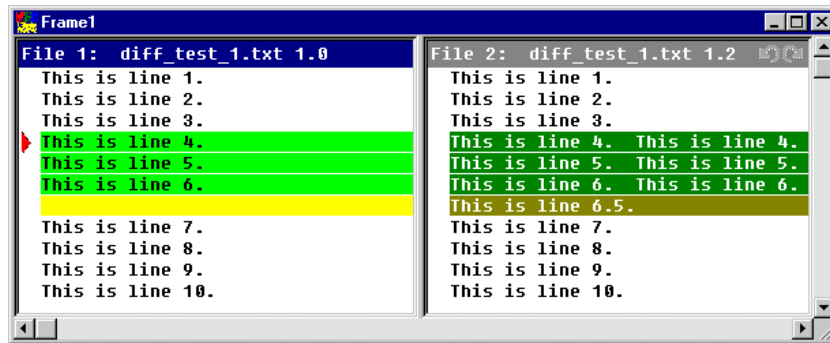 Frame1
File 1:  diff_test_1.txt 1.0
This is line 1.
This is line 2.
This is line 3.
This is line 4.
This is line 5.
This is line 6.
This is line 7.
This is line 8.
This is line 9.
This is line 10.
File 2:  diff_test_1.txt 1.2
This is line 1.
This is line 2.
This is line 3.
This is line 4.  This is line 4.
This is line 5.  This is line 5.
This is line 6.  This is line 6.
This is line 6.5.
This is line 7.
This is line 8.
This is line 9.
This is line 10.